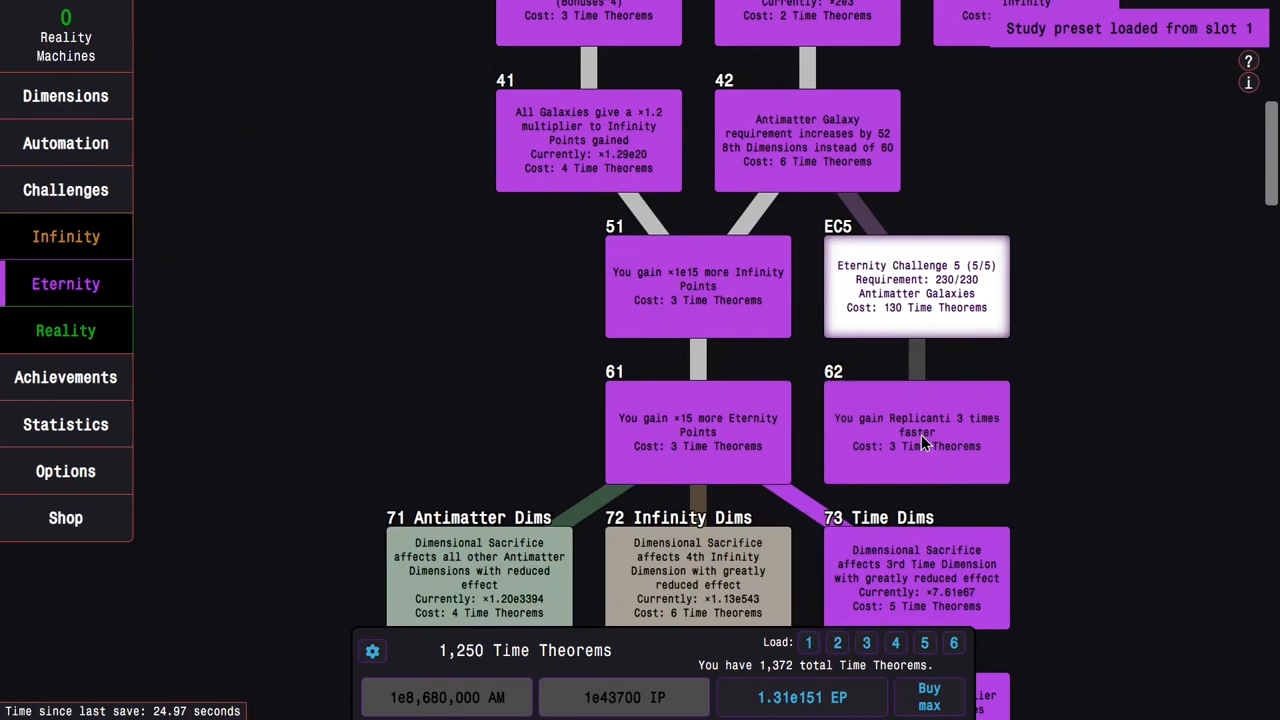 0
Reality
Machines
Dimensions
Automation
Challenges
Infinity
Eternity
Reality
Achievements
Statistics
Options
Shop
Time since last save: 24.97 seconds
(Bonuses^4)
Cost: 3 Time Theorems
Currently: ×2e3
Cost: 2 Time Theorems
Infinity
Cost:
Study preset loaded from slot 1
?
i
41
All Galaxies give a ×1.2
multiplier to Infinity
Points gained
Currently: ×1.29e20
Cost: 4 Time Theorems
42
Antimatter Galaxy
requirement increases by 52
8th Dimensions instead of 60
Cost: 6 Time Theorems
51
You gain ×1e15 more Infinity
Points
Cost: 3 Time Theorems
EC5
Eternity Challenge 5 (5/5)
Requirement: 230/230
Antimatter Galaxies
Cost: 130 Time Theorems
61
You gain ×15 more Eternity
Points
Cost: 3 Time Theorems
62
You gain Replicanti 3 times
faster
Cost: 3 Time Theorems
71 Antimatter Dims
Dimensional Sacrifice
affects all other Antimatter
Dimensions with reduced
effect
Currently: ×1.20e3394
Cost: 4 Time Theorems
72 Infinity Dims
Dimensional Sacrifice
affects 4th Infinity
Dimension with greatly
reduced effect
Currently: ×1.13e543
Cost: 6 Time Theorems
73 Time Dims
Dimensional Sacrifice
affects 3rd Time Dimension
with greatly reduced effect
Currently: ×7.61e67
Cost: 5 Time Theorems
1,250 Time Theorems
Load: 1 2 3 4 5 6
You have 1,372 total Time Theorems.
1e8,680,000 AM
1e43700 IP
1.31e151 EP
Buy
max